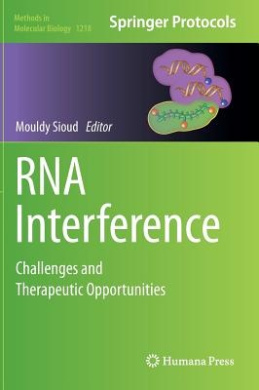 Methods in
Molecular Biology 1218
Springer Protocols
Mouldy Sioud Editor
RNA
Interference
Challenges and
Therapeutic Opportunities
Humana Press